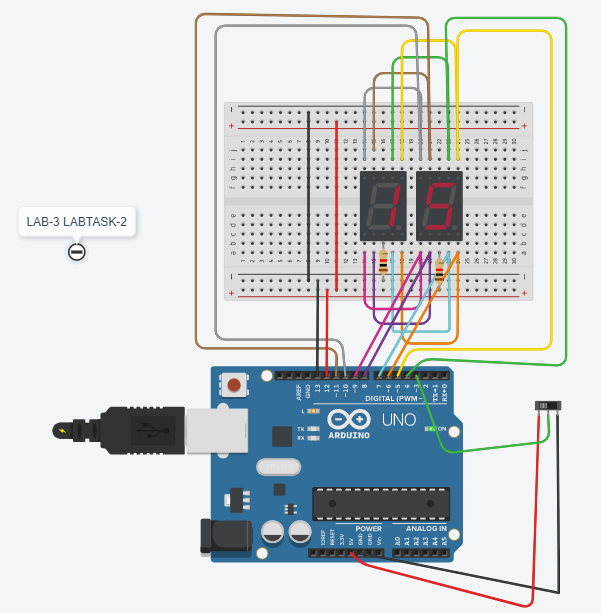 LAB-3 LABTASK-2
15
AREF
GND
13
12
~11
~10
~9
8
7
~6
~5
4
~3
2
TX→1
RX←0
DIGITAL (PWM~)
L
TX
RX
UNO
ARDUINO
ON
POWER
ANALOG IN
IOREF
RESET
3.3V
5V
GND
GND
Vin
A0
A1
A2
A3
A4
A5